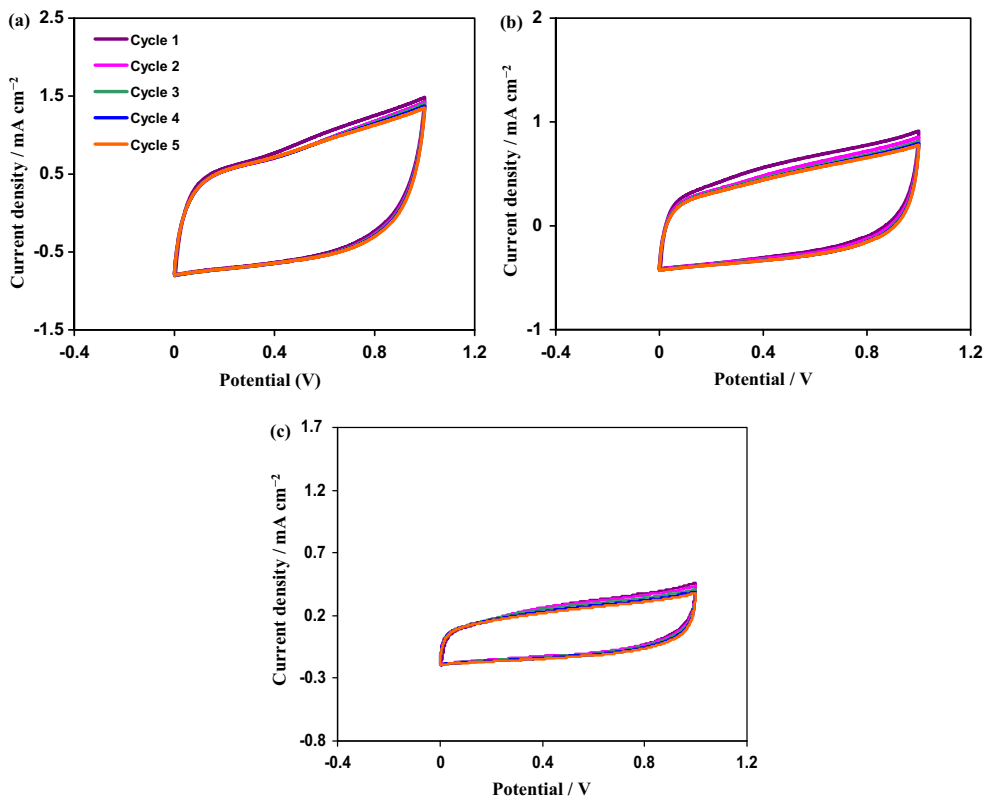 (a)
2.5
1.5
0.5
-0.5
-1.5
-0.4
0
0.4
0.8
1.2
Current density / mA cm⁻²
Potential (V)
Cycle 1
Cycle 2
Cycle 3
Cycle 4
Cycle 5
(b)
2
1
0
-1
-0.4
0
0.4
0.8
1.2
Current density / mA cm⁻²
Potential / V
(c)
1.7
1.2
0.7
0.2
-0.3
-0.8
-0.4
0
0.4
0.8
1.2
Current density / mA cm⁻²
Potential / V